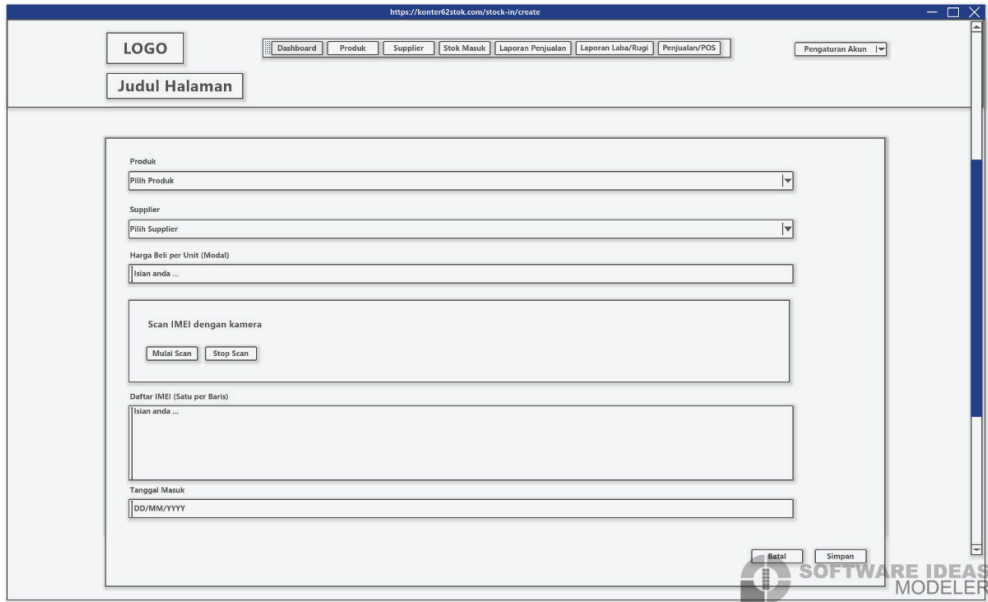 https://konter62stok.com/stock-in/create
LOGO
Dashboard Produk Supplier Stok Masuk Laporan Penjualan Laporan Laba/Rugi Penjualan/POS
Pengaturan Akun
Judul Halaman
Produk
Pilih Produk
Supplier
Pilih Supplier
Harga Beli per Unit (Modal)
Isian anda ...
Scan IMEI dengan kamera
Mulai Scan Stop Scan
Daftar IMEI (Satu per Baris)
Isian anda ...
Tanggal Masuk
DD/MM/YYYY
Batal Simpan
SOFTWARE IDEAS
MODELER